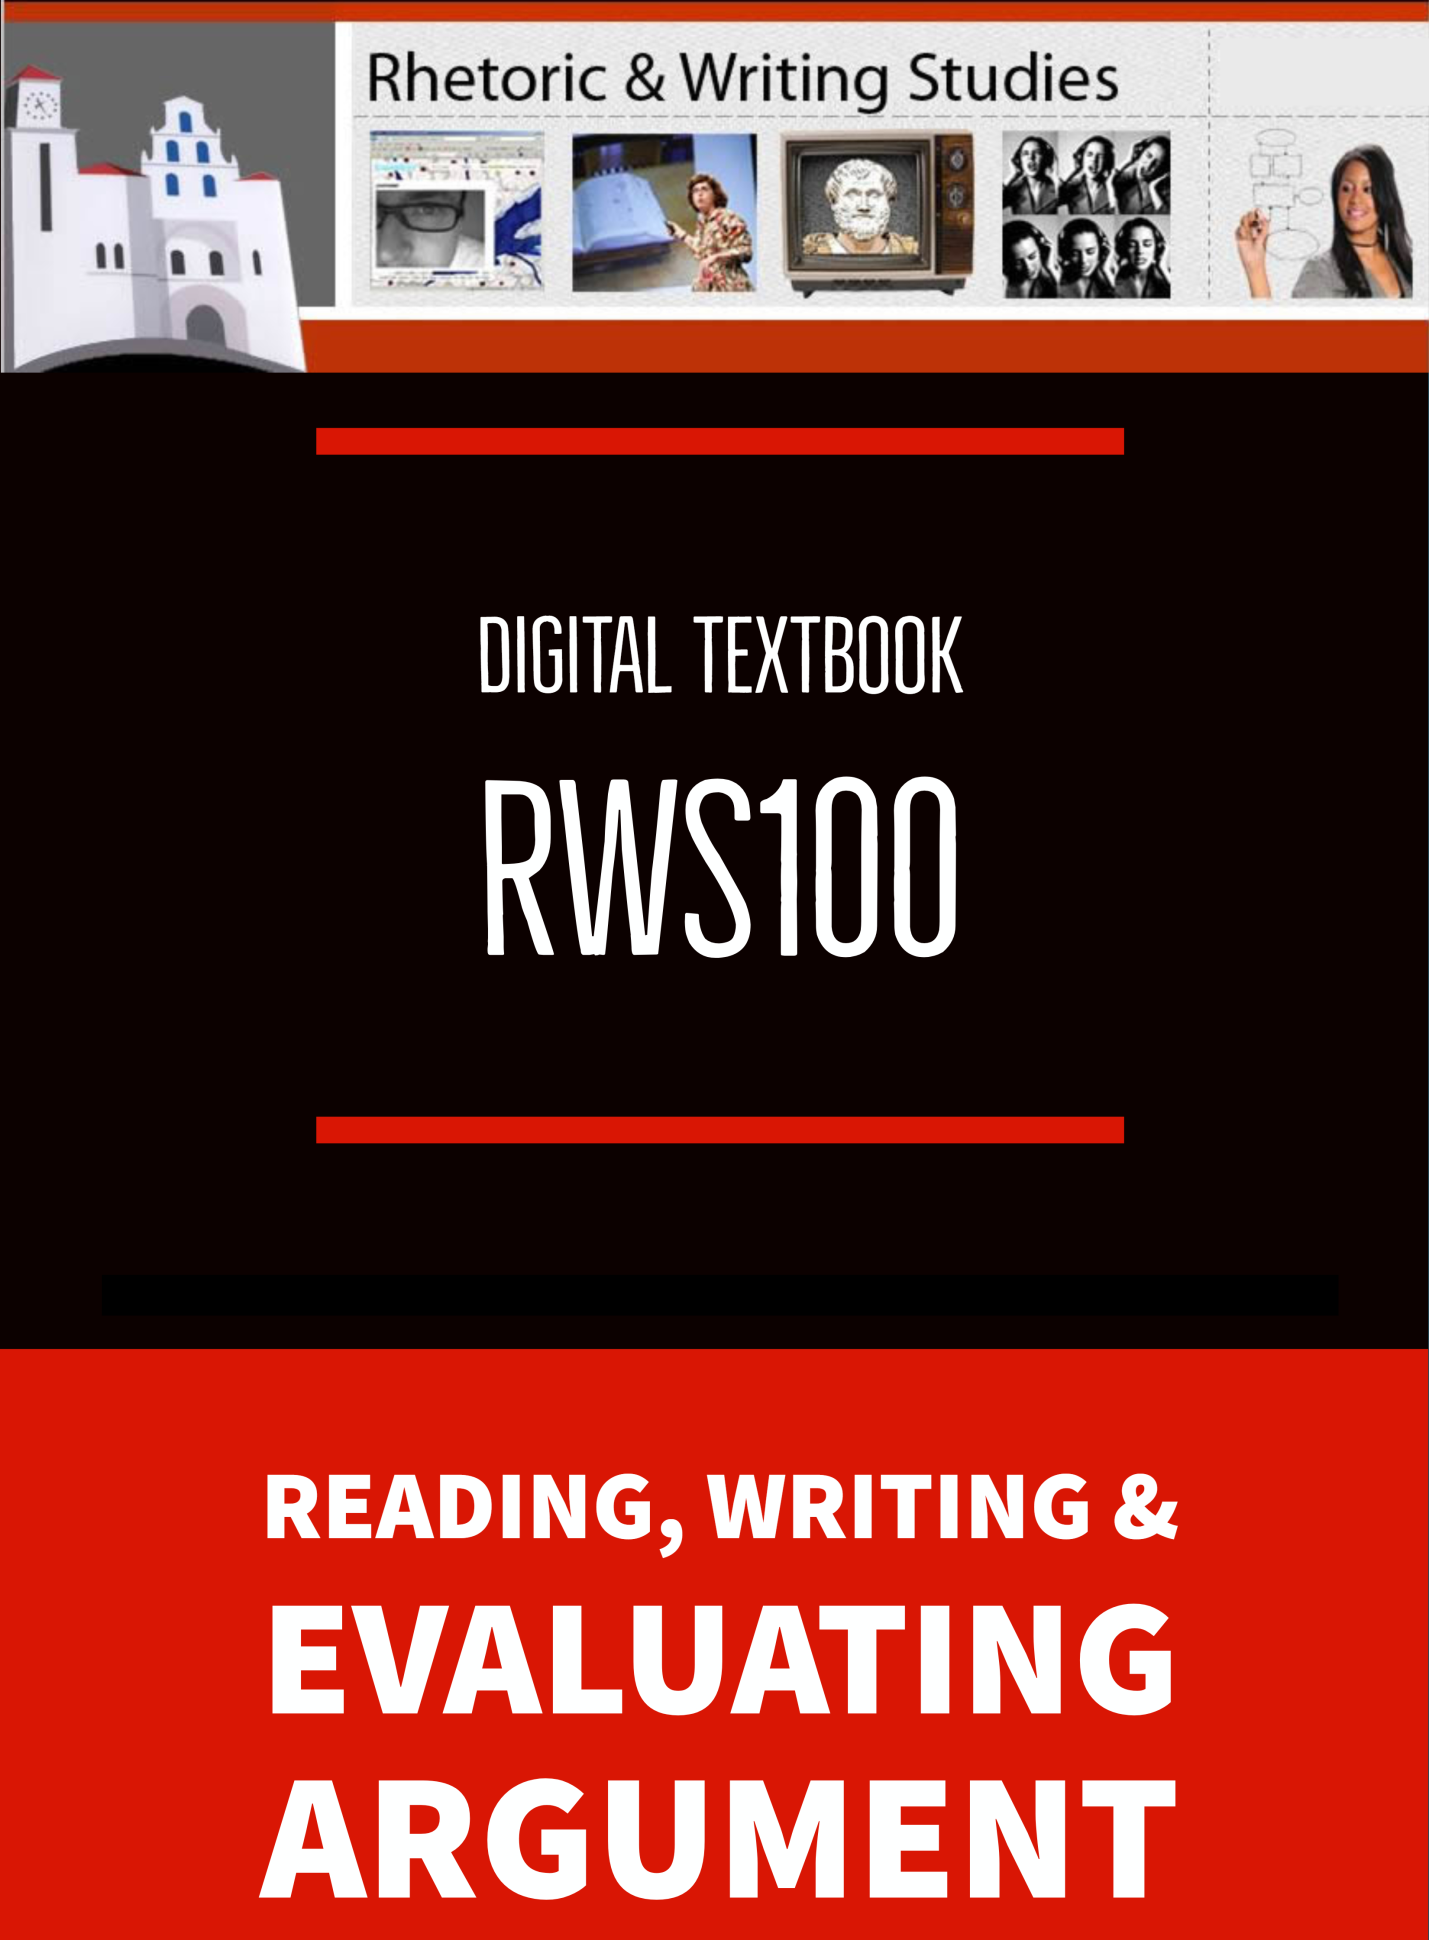 Rhetoric & Writing Studies
DIGITAL TEXTBOOK
RWS100
READING, WRITING &
EVALUATING
ARGUMENT